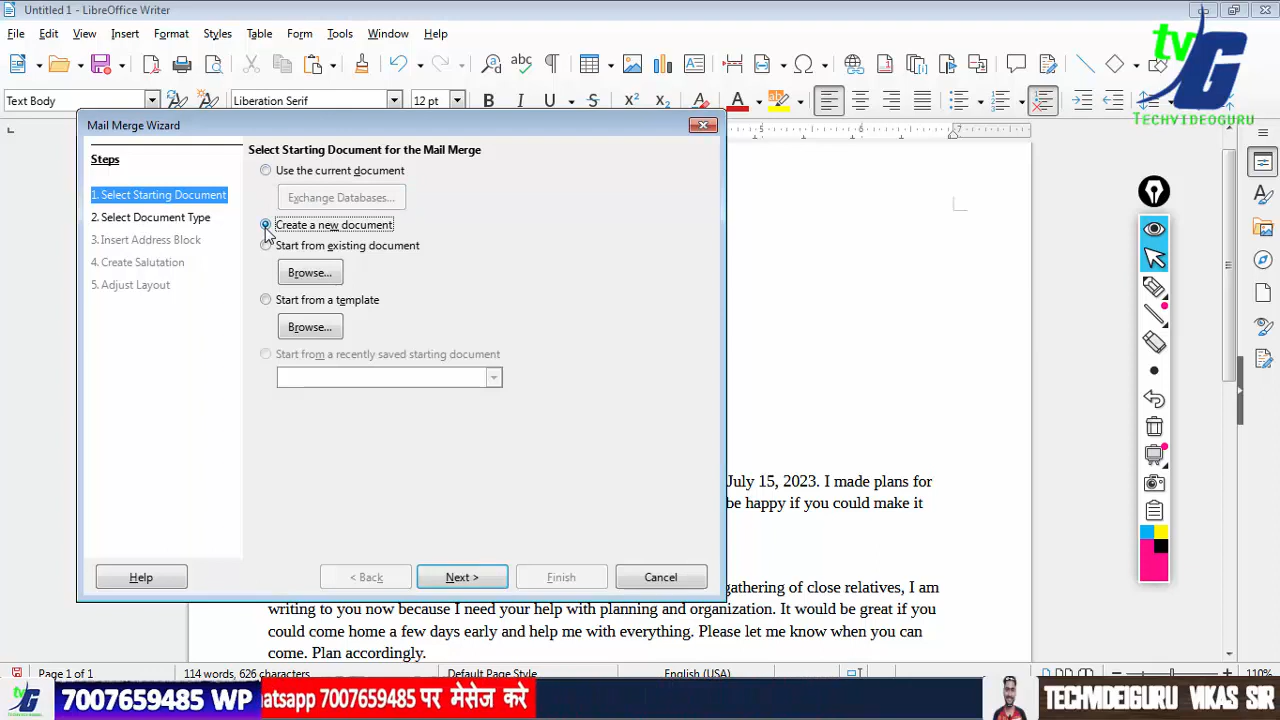 Untitled 1 - LibreOffice Writer
File Edit View Insert Format Styles Table Form Tools Window Help
tv G
TECHVIDEOGURU
Text Body
Liberation Serif
12 pt
Mail Merge Wizard
Steps
1. Select Starting Document
2. Select Document Type
3. Insert Address Block
4. Create Salutation
5. Adjust Layout
Select Starting Document for the Mail Merge
Use the current document
Exchange Databases...
Create a new document
Start from existing document
Browse...
Start from a template
Browse...
Start from a recently saved starting document
Help
< Back
Next >
Finish
Cancel
5 6 7
July 15, 2023. I made plans for
be happy if you could make it
gathering of close relatives, I am
writing to you now because I need your help with planning and organization. It would be great if you
could come home a few days early and help me with everything. Please let me know when you can
come. Plan accordingly.
Page 1 of 1
114 words, 626 characters
Default Page Style
English (USA)
110%
tv G
7007659485 WP
hatsapp 7007659485 पर मेसेज करे
TECHMDEIGURU VIKAS SIR